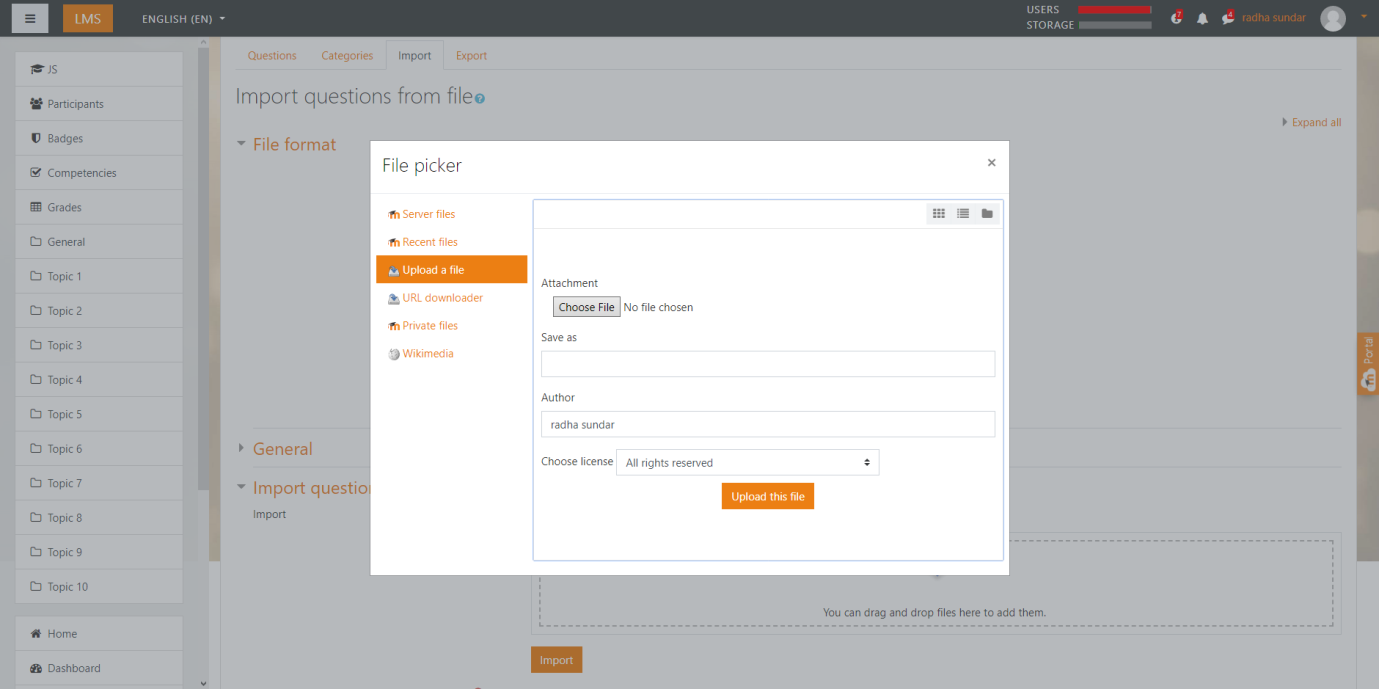 LMS
ENGLISH (EN)
USERS
STORAGE
7
4
radha sundar
JS
Participants
Badges
Competencies
Grades
General
Topic 1
Topic 2
Topic 3
Topic 4
Topic 5
Topic 6
Topic 7
Topic 8
Topic 9
Topic 10
Home
Dashboard
Questions
Categories
Import
Export
Import questions from file
Expand all
File format
File picker
Server files
Recent files
Upload a file
URL downloader
Private files
Wikimedia
Attachment
Choose File No file chosen
Save as
Author
radha sundar
Choose license All rights reserved
Upload this file
General
Import
You can drag and drop files here to add them.
Import
Portal